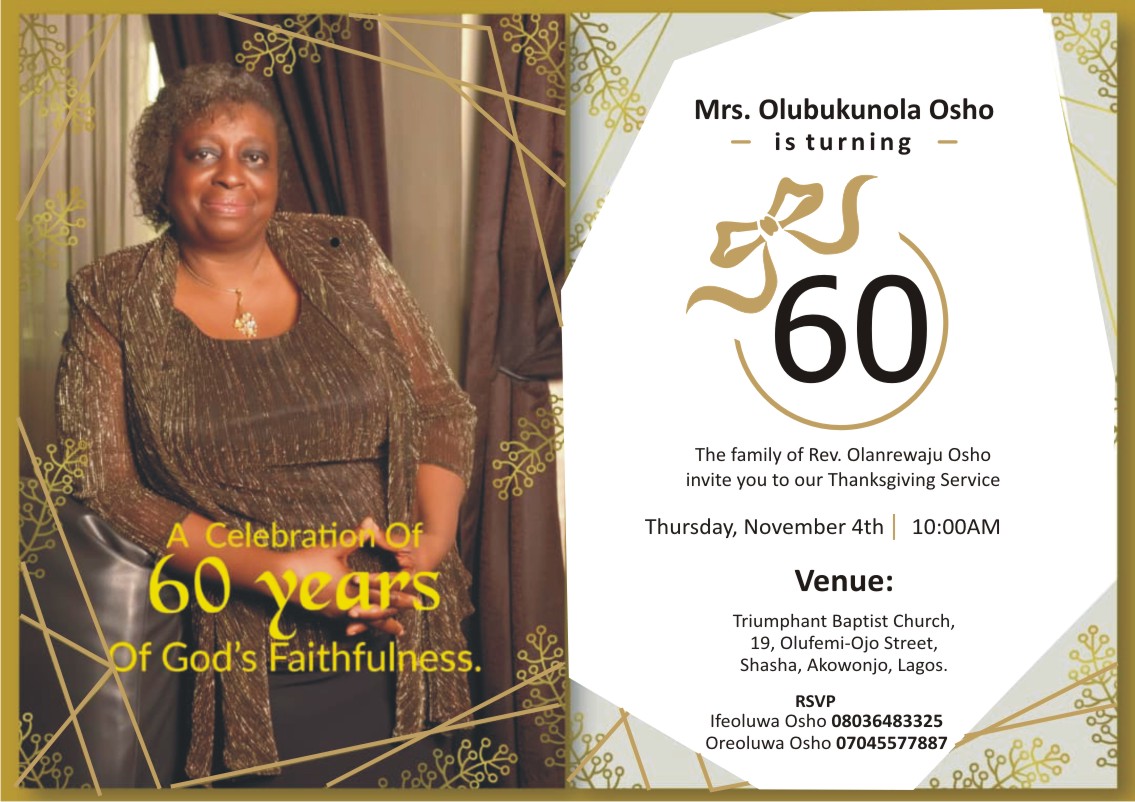 A Celebration Of
60 years
Of God's Faithfulness.
Mrs. Olubukunola Osho
is turning
60
The family of Rev. Olanrewaju Osho
invite you to our Thanksgiving Service
Thursday, November 4th | 10:00AM
Venue:
Triumphant Baptist Church,
19, Olufemi-Ojo Street,
Shasha, Akowonjo, Lagos.
RSVP
Ifeoluwa Osho 08036483325
Oreoluwa Osho 07045577887